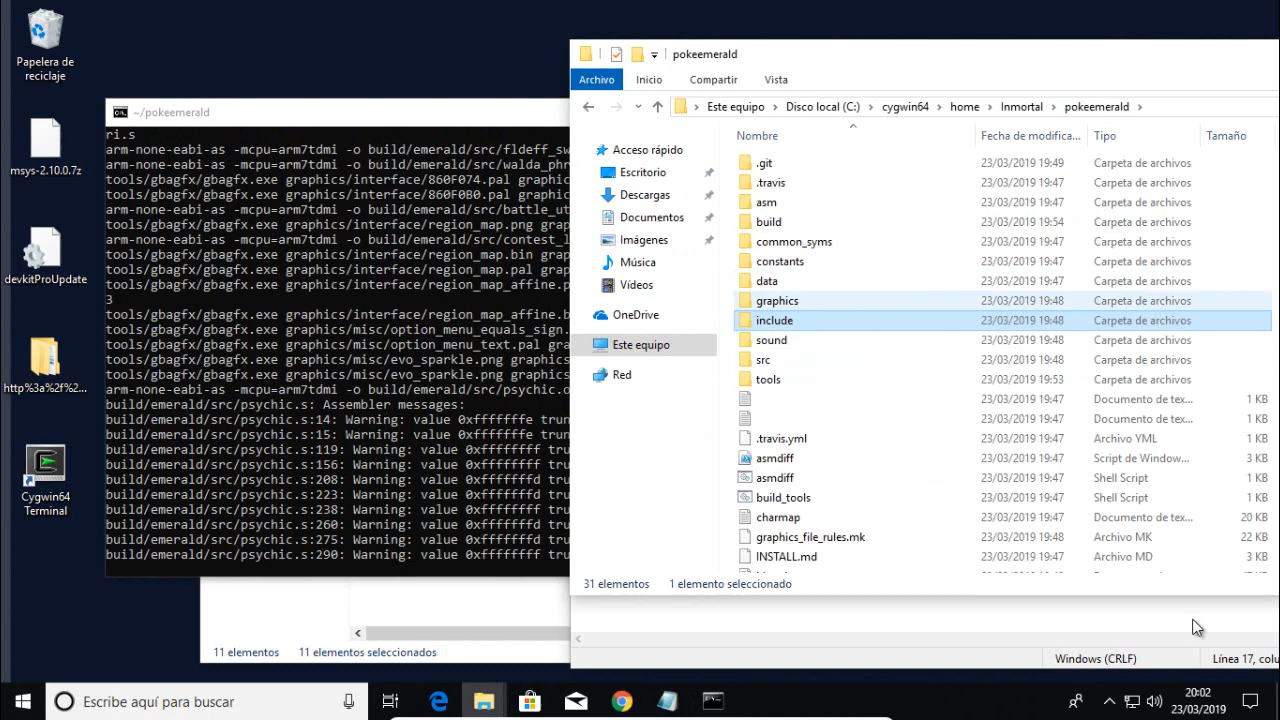 Papelera de
reciclaje
msys-2.10.0.7z
devkitProUpdate
http%3a%2f%2...
Cygwin64
Terminal
~/pokeemerald
ri.s
arm-none-eabi-as -mcpu=arm7tdmi -o build/emerald/src/fldeff_sw
arm-none-eabi-as -mcpu=arm7tdmi -o build/emerald/src/walda_phr
tools/gbagfx/gbagfx.exe graphics/interface/860F074.pal graphic
tools/gbagfx/gbagfx.exe graphics/interface/860F0B0.pal graphic
arm-none-eabi-as -mcpu=arm7tdmi -o build/emerald/src/battle_ut
tools/gbagfx/gbagfx.exe graphics/interface/region_map.png grap
arm-none-eabi-as -mcpu=arm7tdmi -o build/emerald/src/contest_l
tools/gbagfx/gbagfx.exe graphics/interface/region_map.bin grap
tools/gbagfx/gbagfx.exe graphics/interface/region_map.pal grap
tools/gbagfx/gbagfx.exe graphics/interface/region_map_affine.p
3
tools/gbagfx/gbagfx.exe graphics/interface/region_map_affine.b
tools/gbagfx/gbagfx.exe graphics/misc/option_menu_equals_sign.
tools/gbagfx/gbagfx.exe graphics/misc/option_menu_text.pal grap
tools/gbagfx/gbagfx.exe graphics/misc/evo_sparkle.png graphics
tools/gbagfx/gbagfx.exe graphics/misc/evo_sparkle.pal graphics
arm-none-eabi-as -mcpu=arm7tdmi -o build/emerald/src/psychic.o
build/emerald/src/psychic.s: Assembler messages:
build/emerald/src/psychic.s:14: Warning: value 0xfffffffe trun
build/emerald/src/psychic.s:15: Warning: value 0xfffffffe trun
build/emerald/src/psychic.s:119: Warning: value 0xffffffff tru
build/emerald/src/psychic.s:156: Warning: value 0xffffffff tru
build/emerald/src/psychic.s:208: Warning: value 0xfffffffd tru
build/emerald/src/psychic.s:223: Warning: value 0xfffffffd tru
build/emerald/src/psychic.s:238: Warning: value 0xfffffffd tru
build/emerald/src/psychic.s:260: Warning: value 0xfffffffd tru
build/emerald/src/psychic.s:275: Warning: value 0xfffffffd tru
build/emerald/src/psychic.s:290: Warning: value 0xffffffff tru
11 elementos 11 elementos seleccionados
pokeemerald
Archivo Inicio Compartir Vista
Este equipo Disco local (C:) cygwin64 home Inmortal pokeemerald
Acceso rápido
Escritorio
Descargas
Documentos
Imágenes
Música
Vídeos
OneDrive
Este equipo
Red
Nombre Fecha de modifica... Tipo Tamaño
.git 23/03/2019 19:49 Carpeta de archivos
.travis 23/03/2019 19:47 Carpeta de archivos
asm 23/03/2019 19:47 Carpeta de archivos
build 23/03/2019 19:54 Carpeta de archivos
common_syms 23/03/2019 19:47 Carpeta de archivos
constants 23/03/2019 19:47 Carpeta de archivos
data 23/03/2019 19:47 Carpeta de archivos
graphics 23/03/2019 19:48 Carpeta de archivos
include 23/03/2019 19:48 Carpeta de archivos
sound 23/03/2019 19:48 Carpeta de archivos
src 23/03/2019 19:48 Carpeta de archivos
tools 23/03/2019 19:53 Carpeta de archivos
23/03/2019 19:47 Documento de tex... 1 KB
23/03/2019 19:47 Documento de tex... 1 KB
.travis.yml 23/03/2019 19:47 Archivo YML 1 KB
asmdiff 23/03/2019 19:47 Script de Window... 3 KB
asmdiff 23/03/2019 19:47 Shell Script 1 KB
build_tools 23/03/2019 19:47 Shell Script 1 KB
charmap 23/03/2019 19:47 Documento de tex... 20 KB
graphics_file_rules.mk 23/03/2019 19:48 Archivo MK 22 KB
INSTALL.md 23/03/2019 19:47 Archivo MD 3 KB
31 elementos 1 elemento seleccionado
Windows (CRLF) Línea 17, colu
Escribe aquí para buscar
20:02
23/03/2019